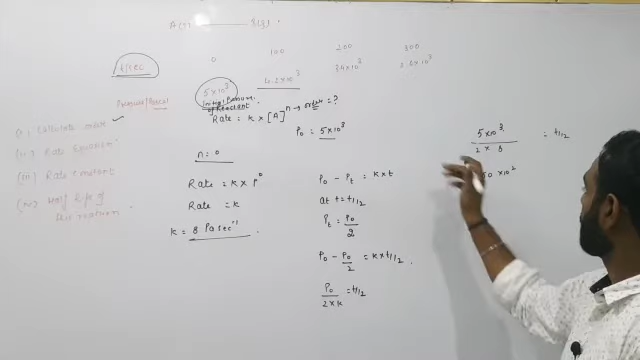 A(g) B(g)
t/sec 0 100 200 300
5×10³ 4.2×10³ 3.4×10³ 2.6×10³
Pressure/Pascal
Initial Pressure
of Reactant
Rate = k × [A]ⁿ → order = ?
(i) Calculate order
(ii) Rate Equation
(iii) Rate constant
(iv) Half life of
the reaction
P₀ = 5×10³
n = 0
Rate = k × P⁰
Rate = k
k = 8 Pa sec⁻¹
P₀ − Pt = k × t
at t = t1/2
Pt = P₀/2
P₀ − P₀/2 = k × t1/2
P₀/2×k = t1/2
5×10³/2×8 = t1/2